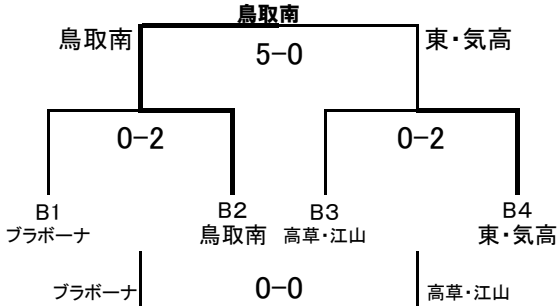 鳥取南
鳥取南 東・気高
5-0
0-2 0-2
B1 B2 B3 B4
ブラボーナ 鳥取南 高草・江山 東・気高
ブラボーナ 0-0 高草・江山